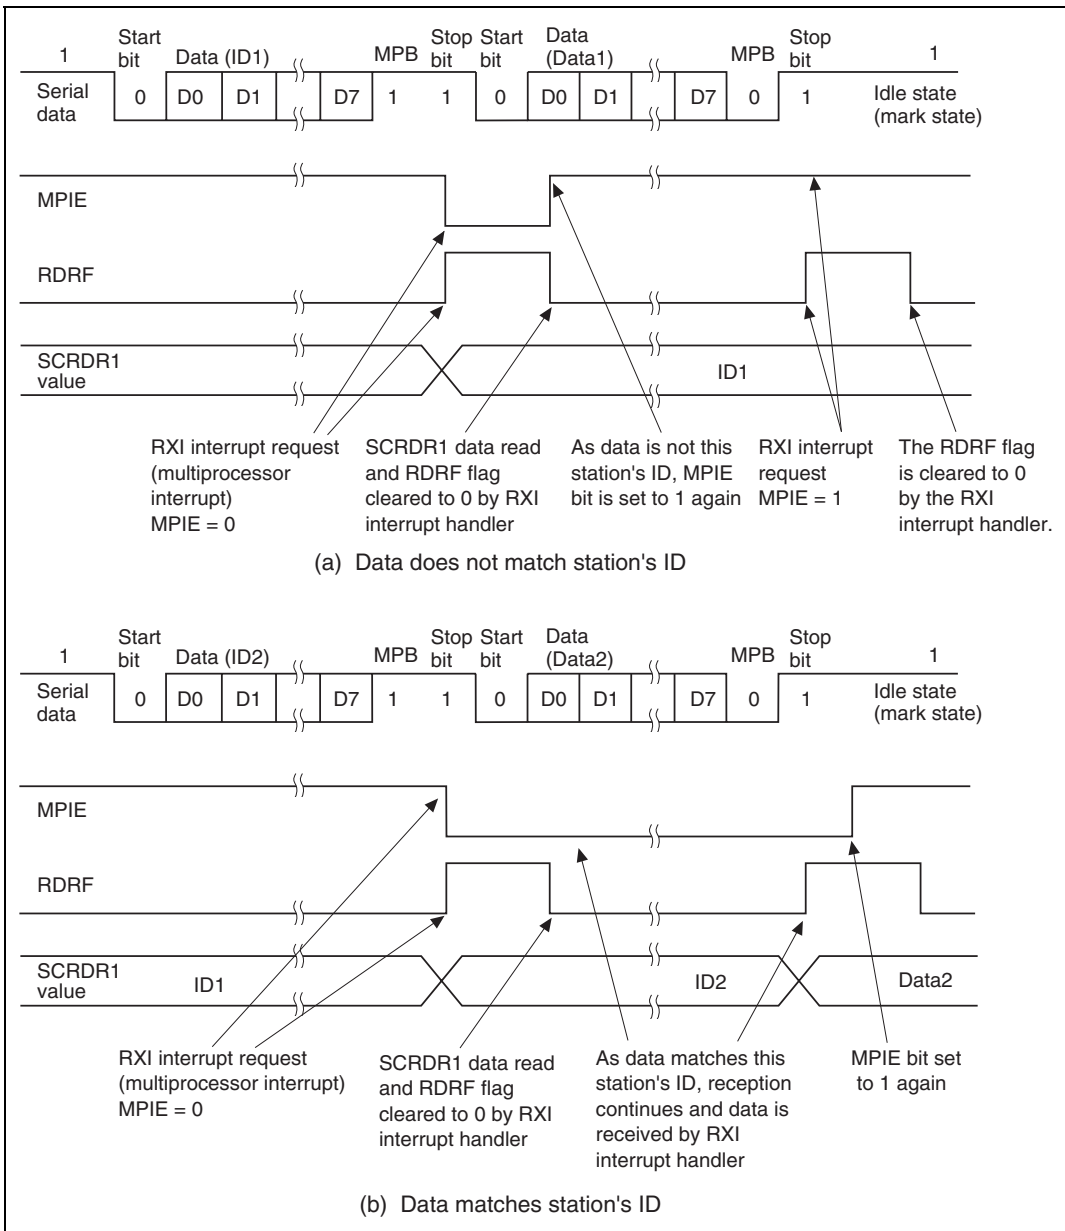 1 Start bit Data (ID1) MPB Stop bit Start bit Data (Data1) MPB Stop bit 1
Serial data 0 D0 D1 D7 1 1 0 D0 D1 D7 0 1 Idle state (mark state)
MPIE
RDRF
SCRDR1 value
ID1
RXI interrupt request
(multiprocessor
interrupt)
MPIE = 0
SCRDR1 data read
and RDRF flag
cleared to 0 by RXI
interrupt handler
As data is not this
station's ID, MPIE
bit is set to 1 again
RXI interrupt
request
MPIE = 1
The RDRF flag
is cleared to 0
by the RXI
interrupt handler.
(a) Data does not match station's ID
1 Start bit Data (ID2) MPB Stop bit Start bit Data (Data2) MPB Stop bit 1
Serial data 0 D0 D1 D7 1 1 0 D0 D1 D7 0 1 Idle state (mark state)
MPIE
RDRF
SCRDR1 value
ID1 ID2 Data2
RXI interrupt request
(multiprocessor interrupt)
MPIE = 0
SCRDR1 data read
and RDRF flag
cleared to 0 by RXI
interrupt handler
As data matches this
station's ID, reception
continues and data is
received by RXI
interrupt handler
MPIE bit set
to 1 again
(b) Data matches station's ID